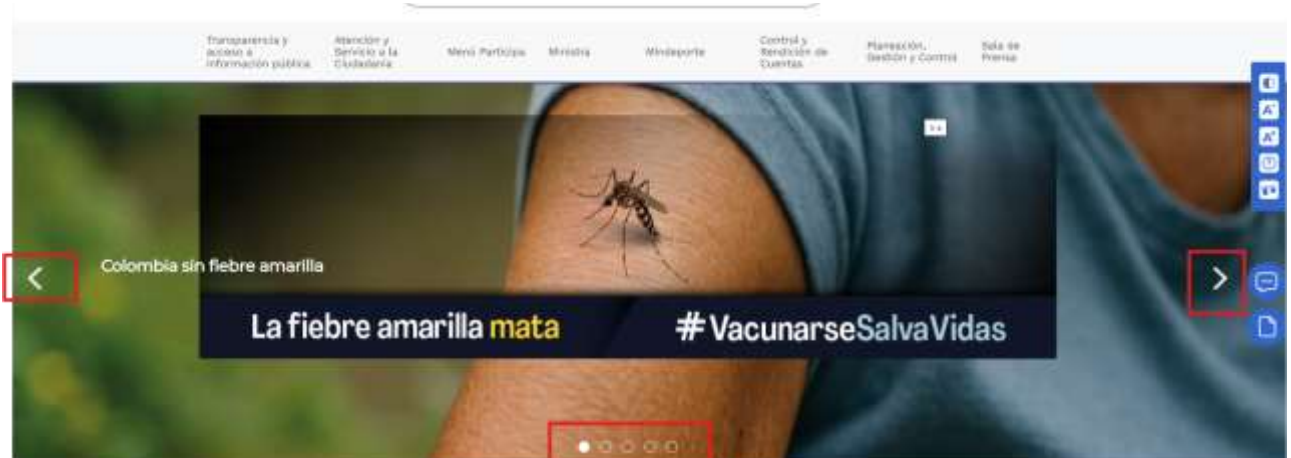 Transparencia y
acceso a
información pública
Atención y
Servicio a la
Ciudadanía
Menú Participa
Ministra
Mindeporte
Control y
Rendición de
Cuentas
Planeación,
Gestión y Control
Sala de
Prensa
Colombia sin fiebre amarilla
La fiebre amarilla mata
#VacunarseSalvaVidas